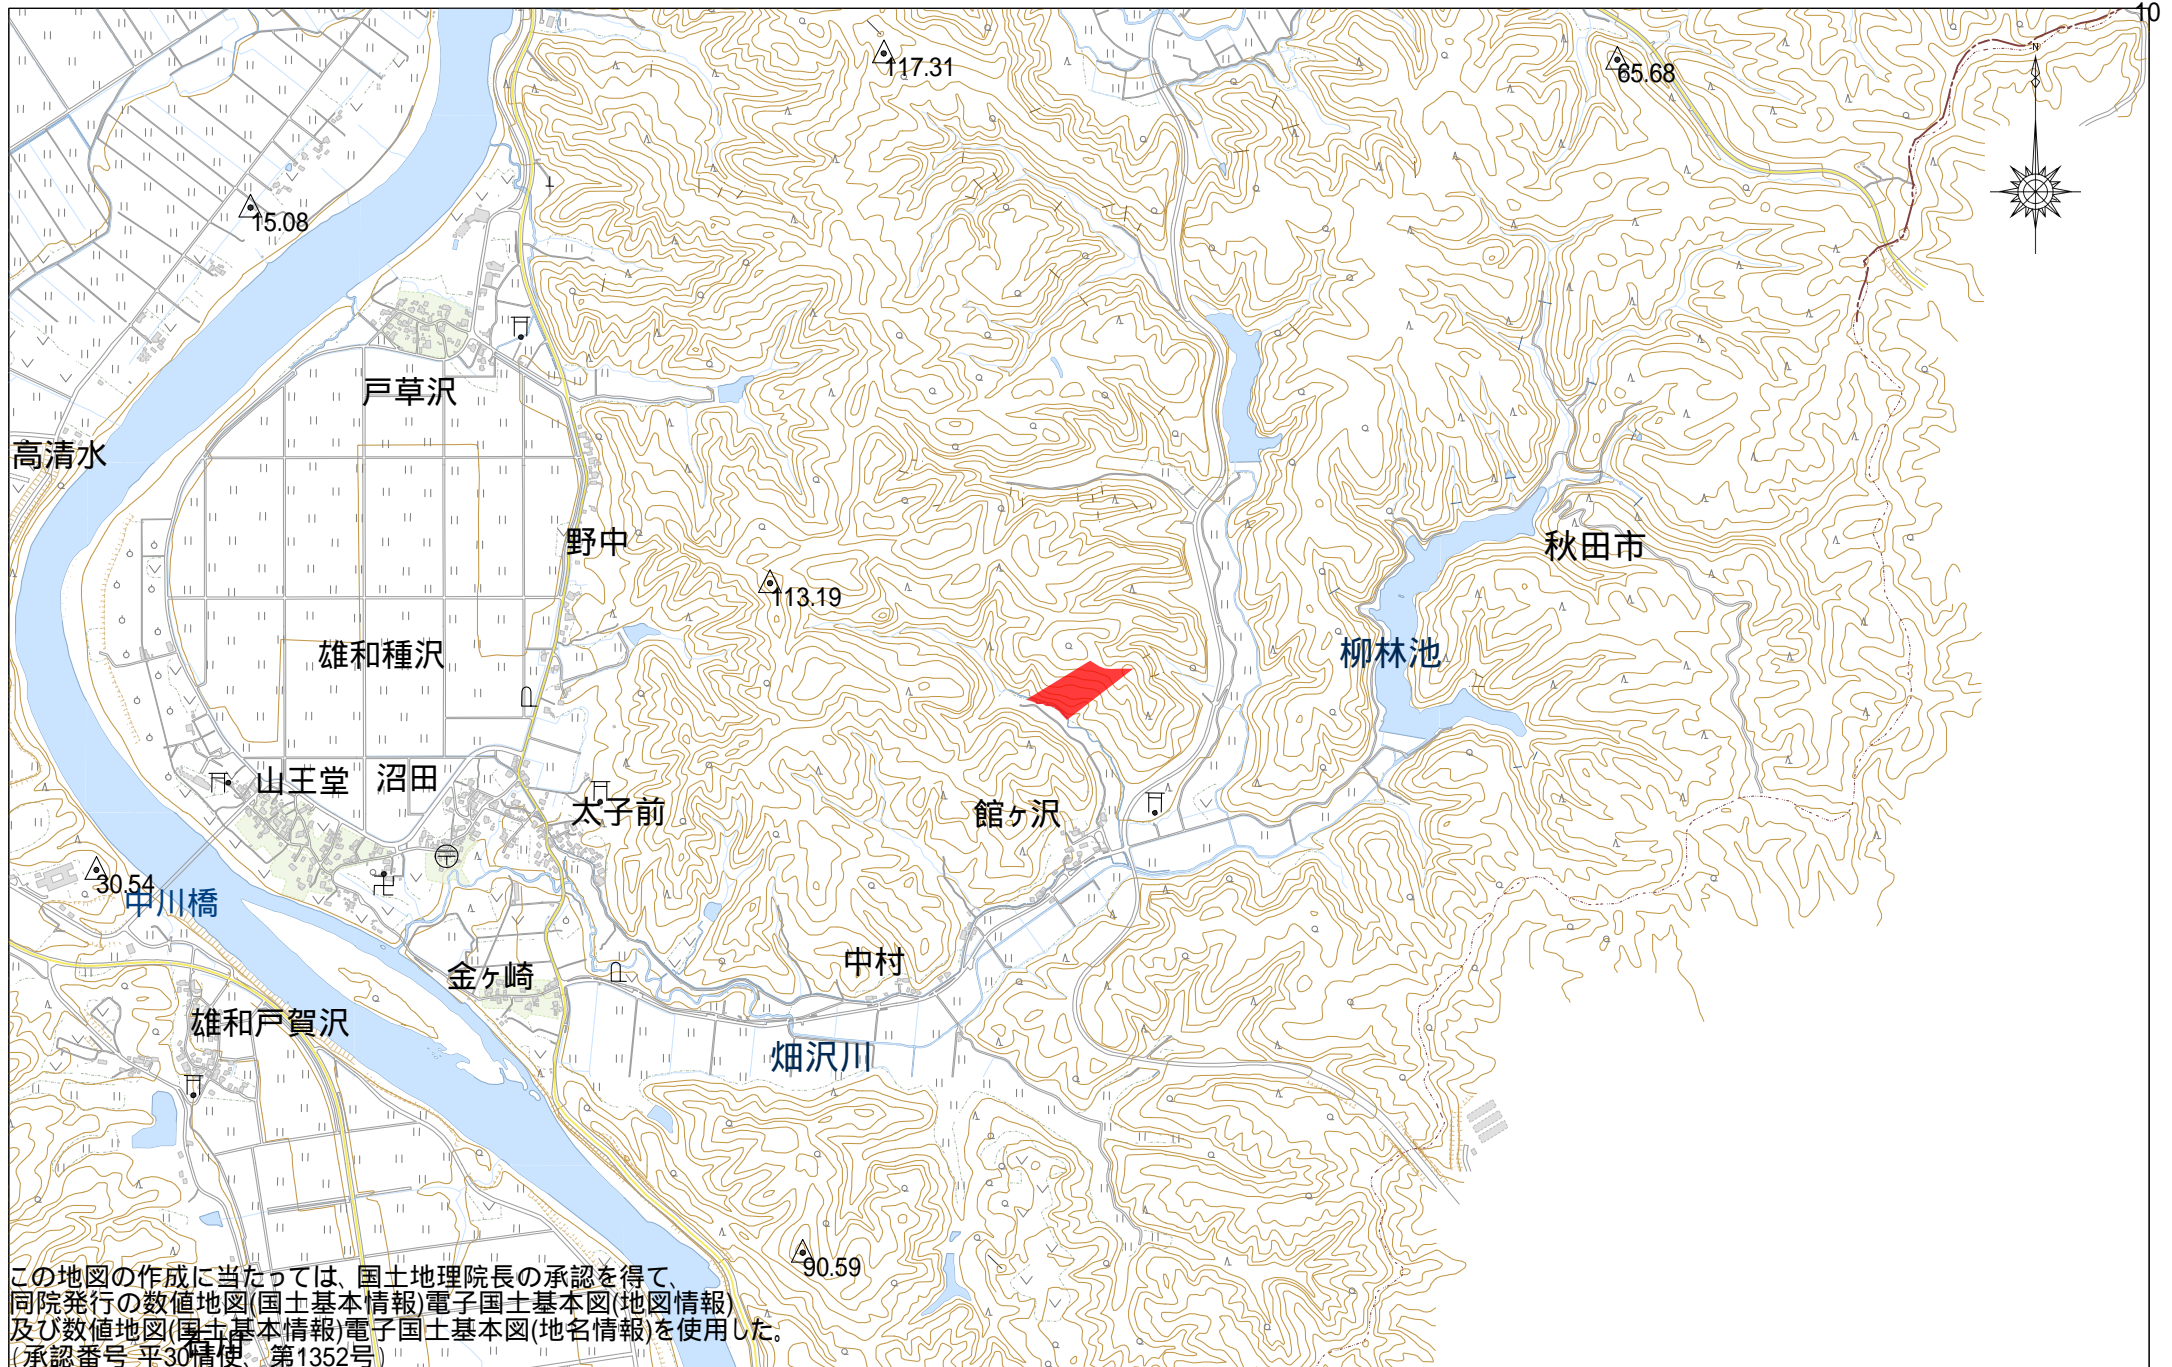 10
117.31
65.68
N
15.08
戸草沢
高清水
野中
秋田市
113.19
雄和種沢
柳林池
山王堂
沼田
太子前
館ヶ沢
30.54
中川橋
中村
金ヶ崎
雄和戸賀沢
畑沢川
90.59
この地図の作成に当たっては、国土地理院長の承認を得て、
同院発行の数値地図(国土基本情報)電子国土基本図(地図情報)
及び数値地図(国土基本情報)電子国土基本図(地名情報)を使用した。
(承認番号 平30情使、 第1352号)